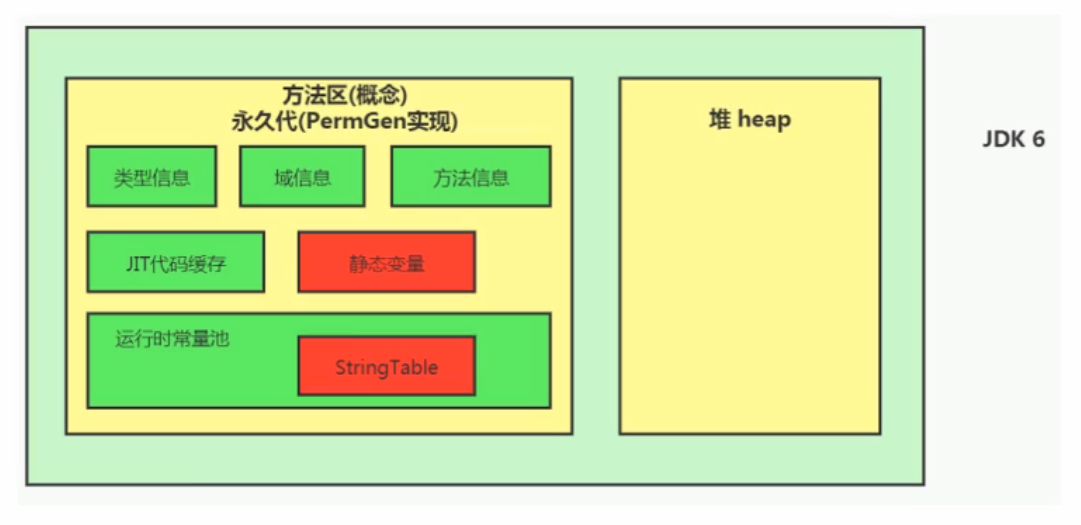 方法区(概念)
永久代(PermGen实现)
类型信息
域信息
方法信息
JIT代码缓存
静态变量
运行时常量池
StringTable
堆 heap
JDK 6